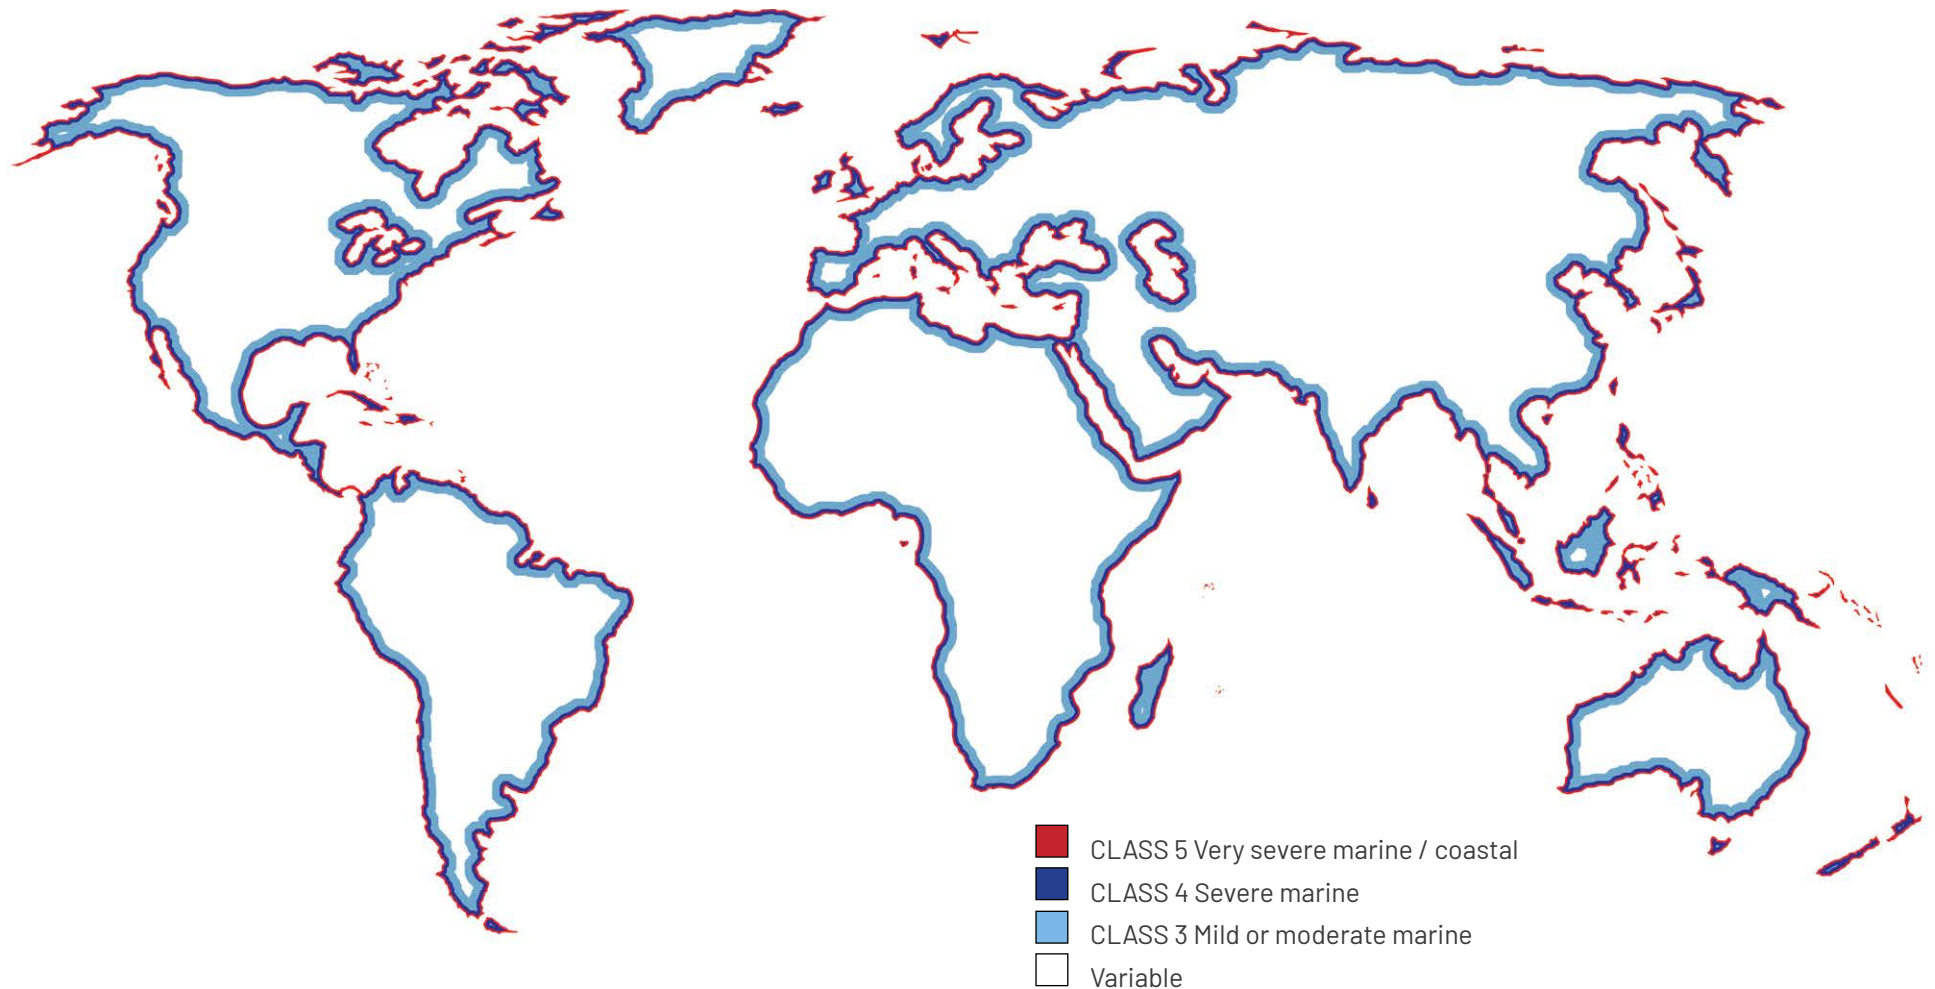 CLASS 5 Very severe marine / coastal
CLASS 4 Severe marine
CLASS 3 Mild or moderate marine
Variable